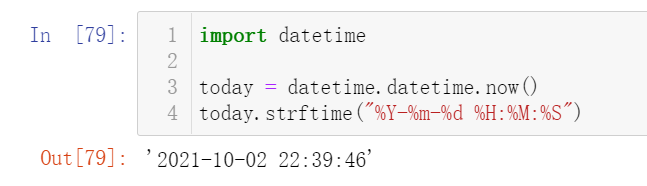 In [79]:
1 import datetime
2
3 today = datetime.datetime.now()
4 today.strftime("%Y-%m-%d %H:%M:%S")
Out[79]: '2021-10-02 22:39:46'